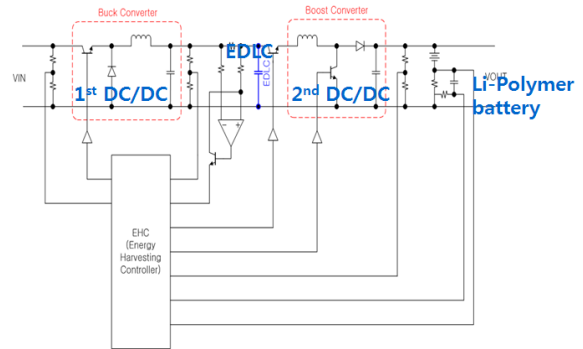 Buck Converter
Boost Converter
EDLC
VIN
1st DC/DC
EDLC
2nd DC/DC
VOUT
Li-Polymer
battery
- +
EHC
(Energy
Harvesting
Controller)